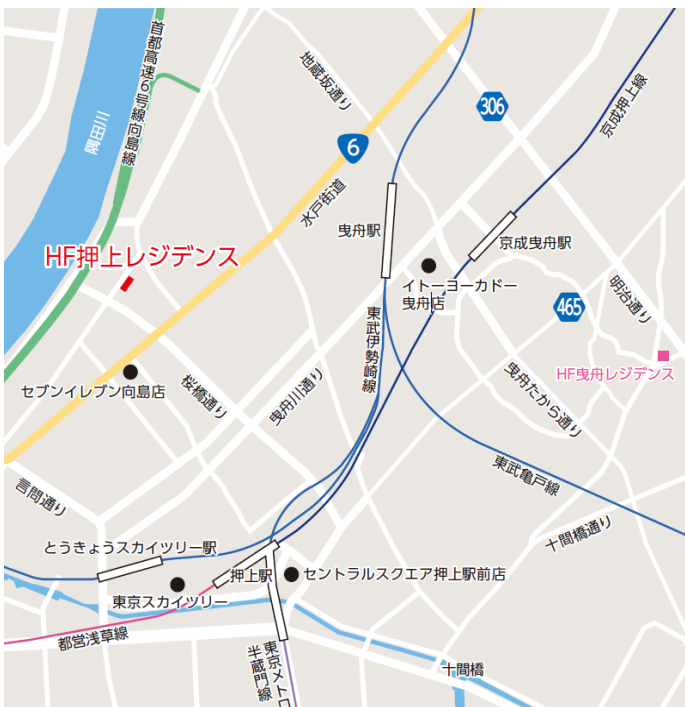 首都高速6号線向島線
隅田川
地蔵坂通り
306
京成押上線
6
水戸街道
曳舟駅
京成曳舟駅
HF押上レジデンス
イトーヨーカドー
曳舟店
465
明治通り
東武伊勢崎線
HF曳舟レジデンス
セブンイレブン向島店
桜橋通り
曳舟川通り
曳舟たから通り
東武亀戸線
言問通り
十間橋通り
とうきょうスカイツリー駅
押上駅
セントラルスクエア押上駅前店
東京スカイツリー
都営浅草線
東京メトロ
半蔵門線
十間橋